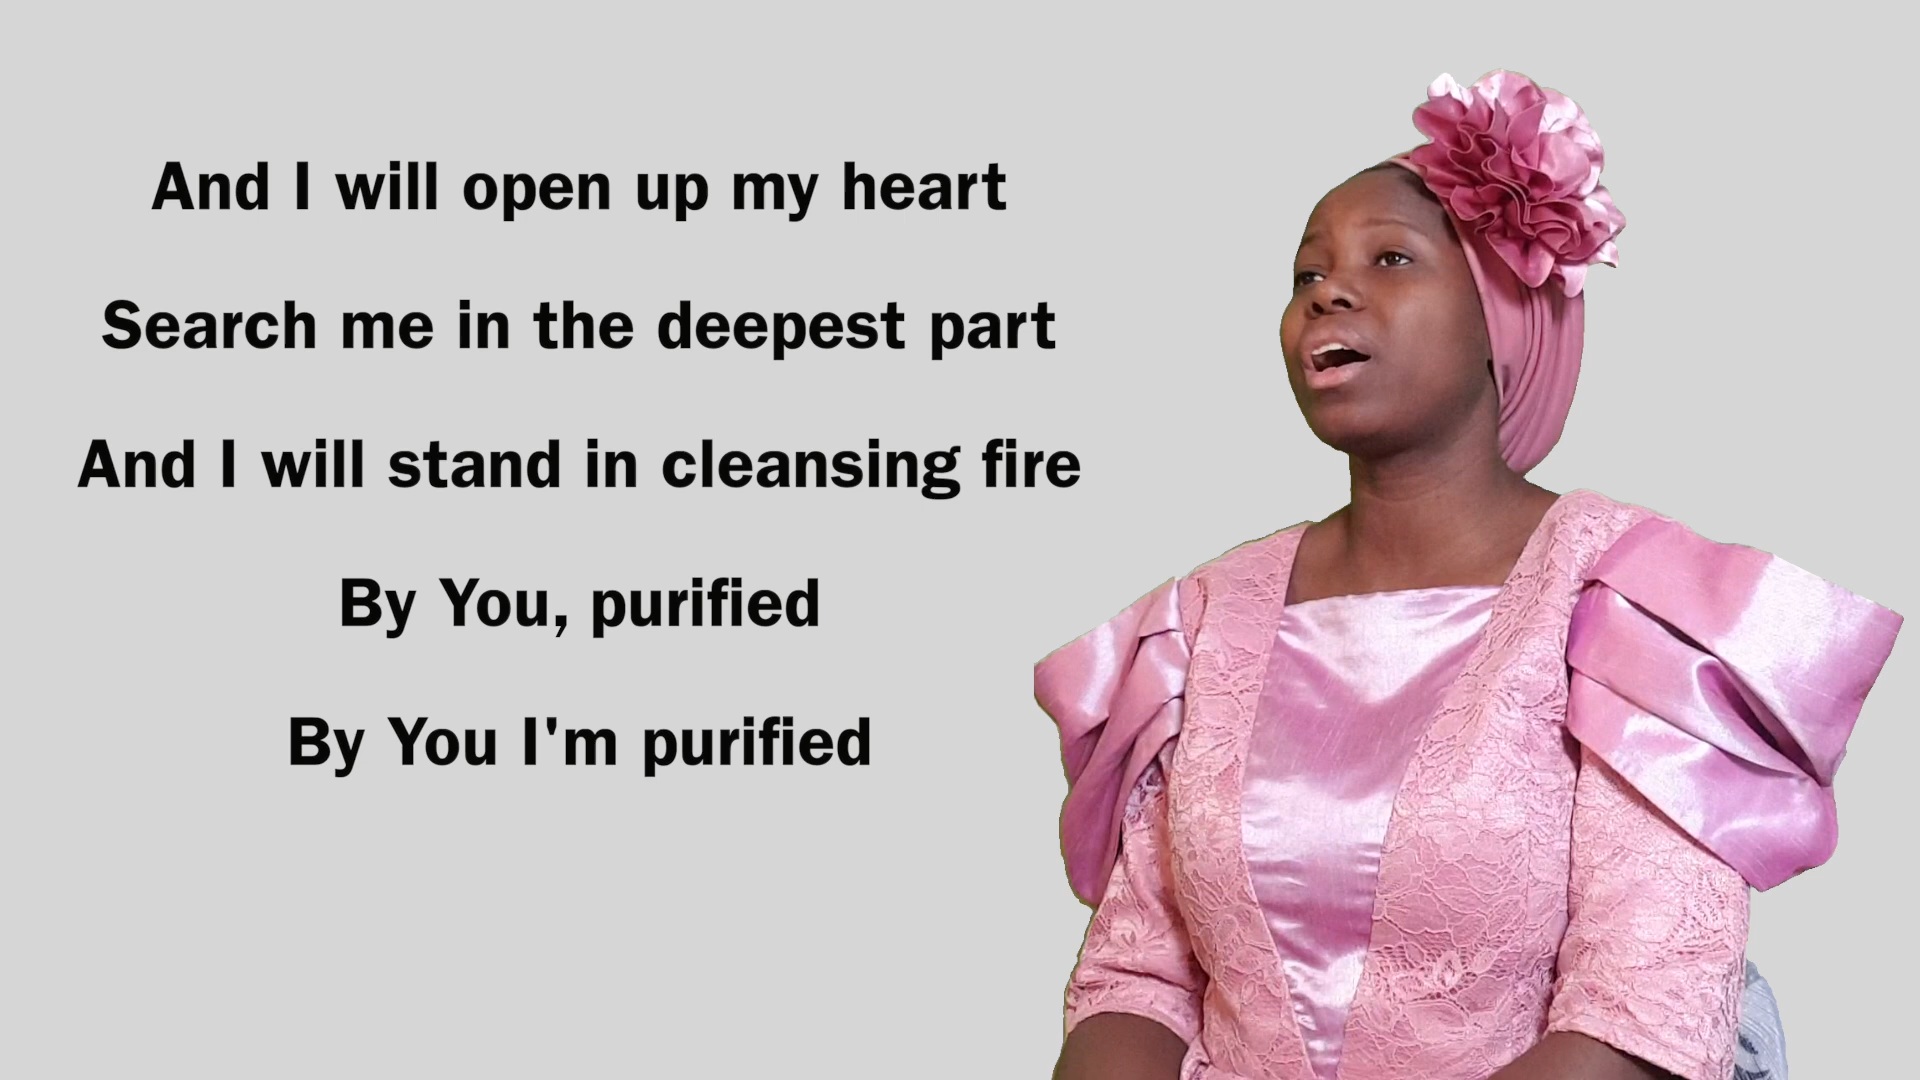 And I will open up my heart
Search me in the deepest part
And I will stand in cleansing fire
By You, purified
By You I'm purified